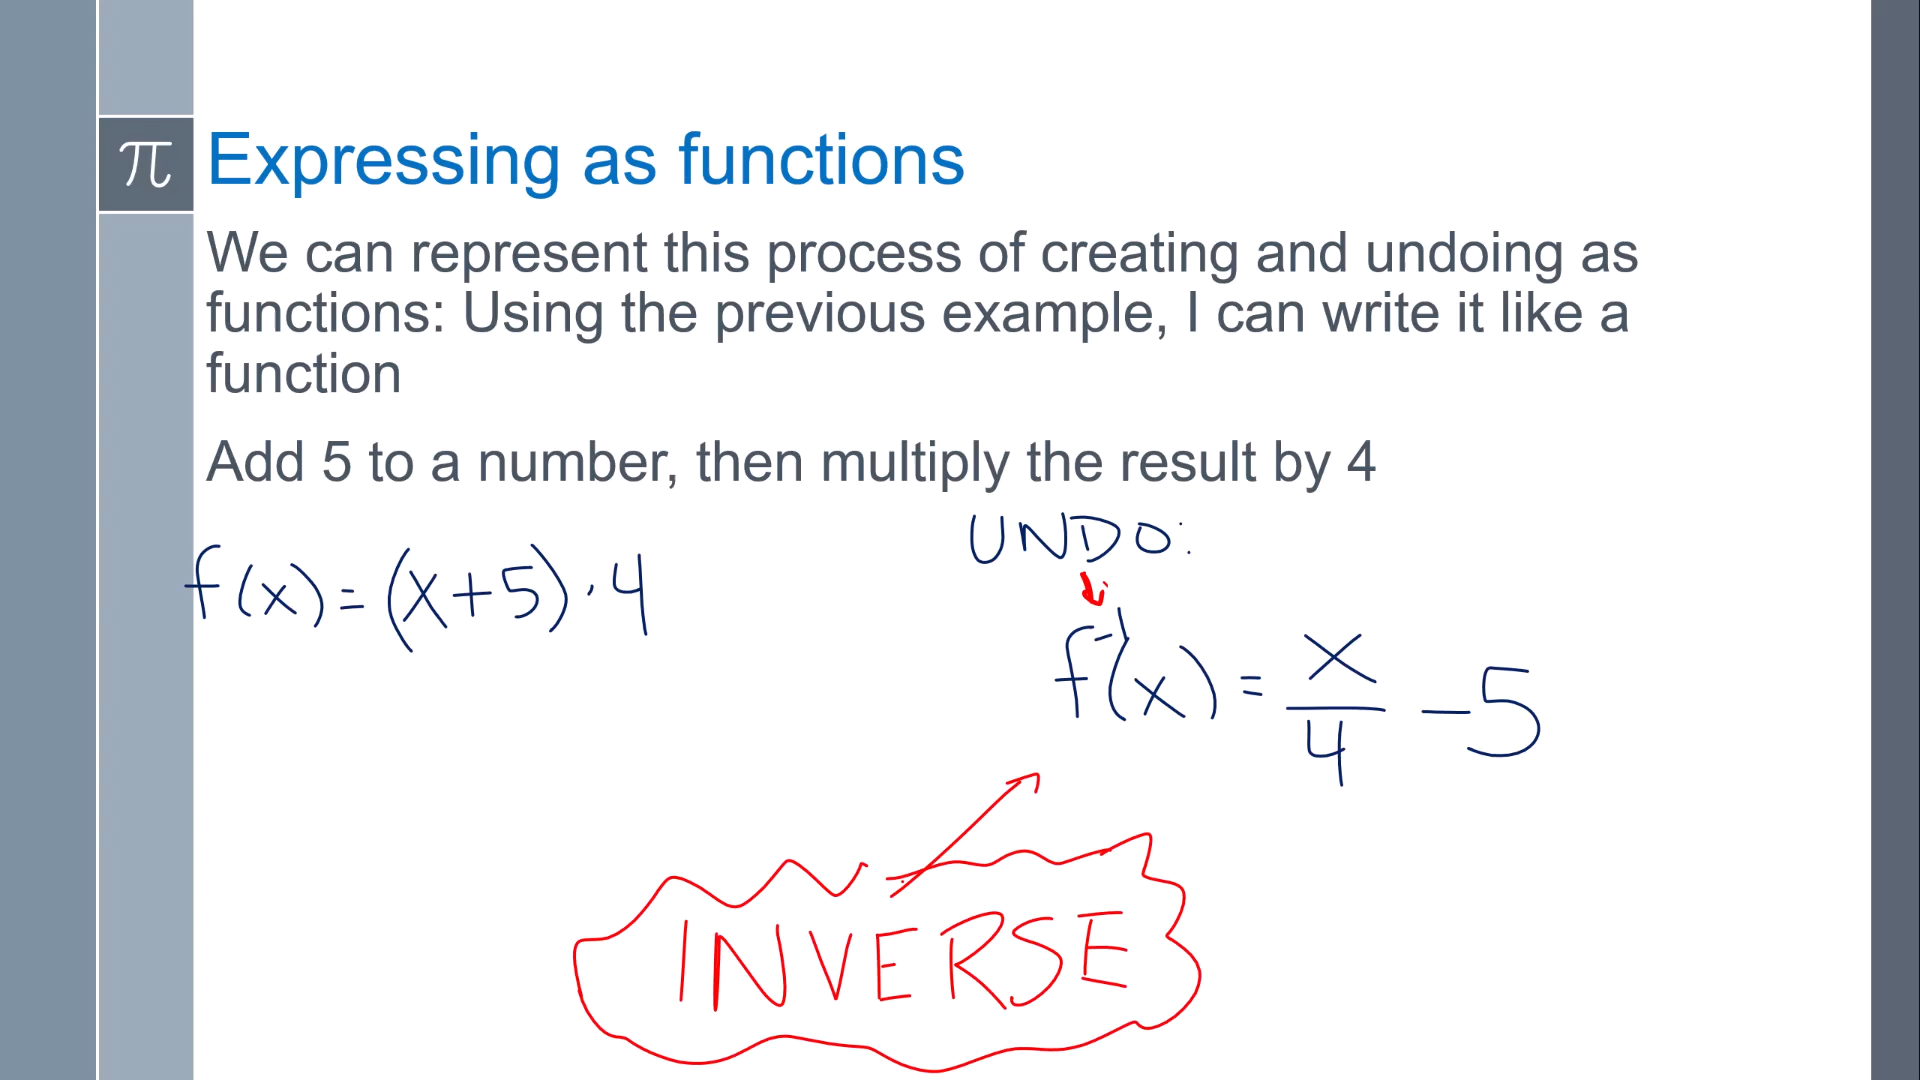 π Expressing as functions
We can represent this process of creating and undoing as
functions: Using the previous example, I can write it like a
function
Add 5 to a number, then multiply the result by 4
UNDO:
f(x) = (x+5) · 4
f⁻¹(x) = x/4 - 5
INVERSE